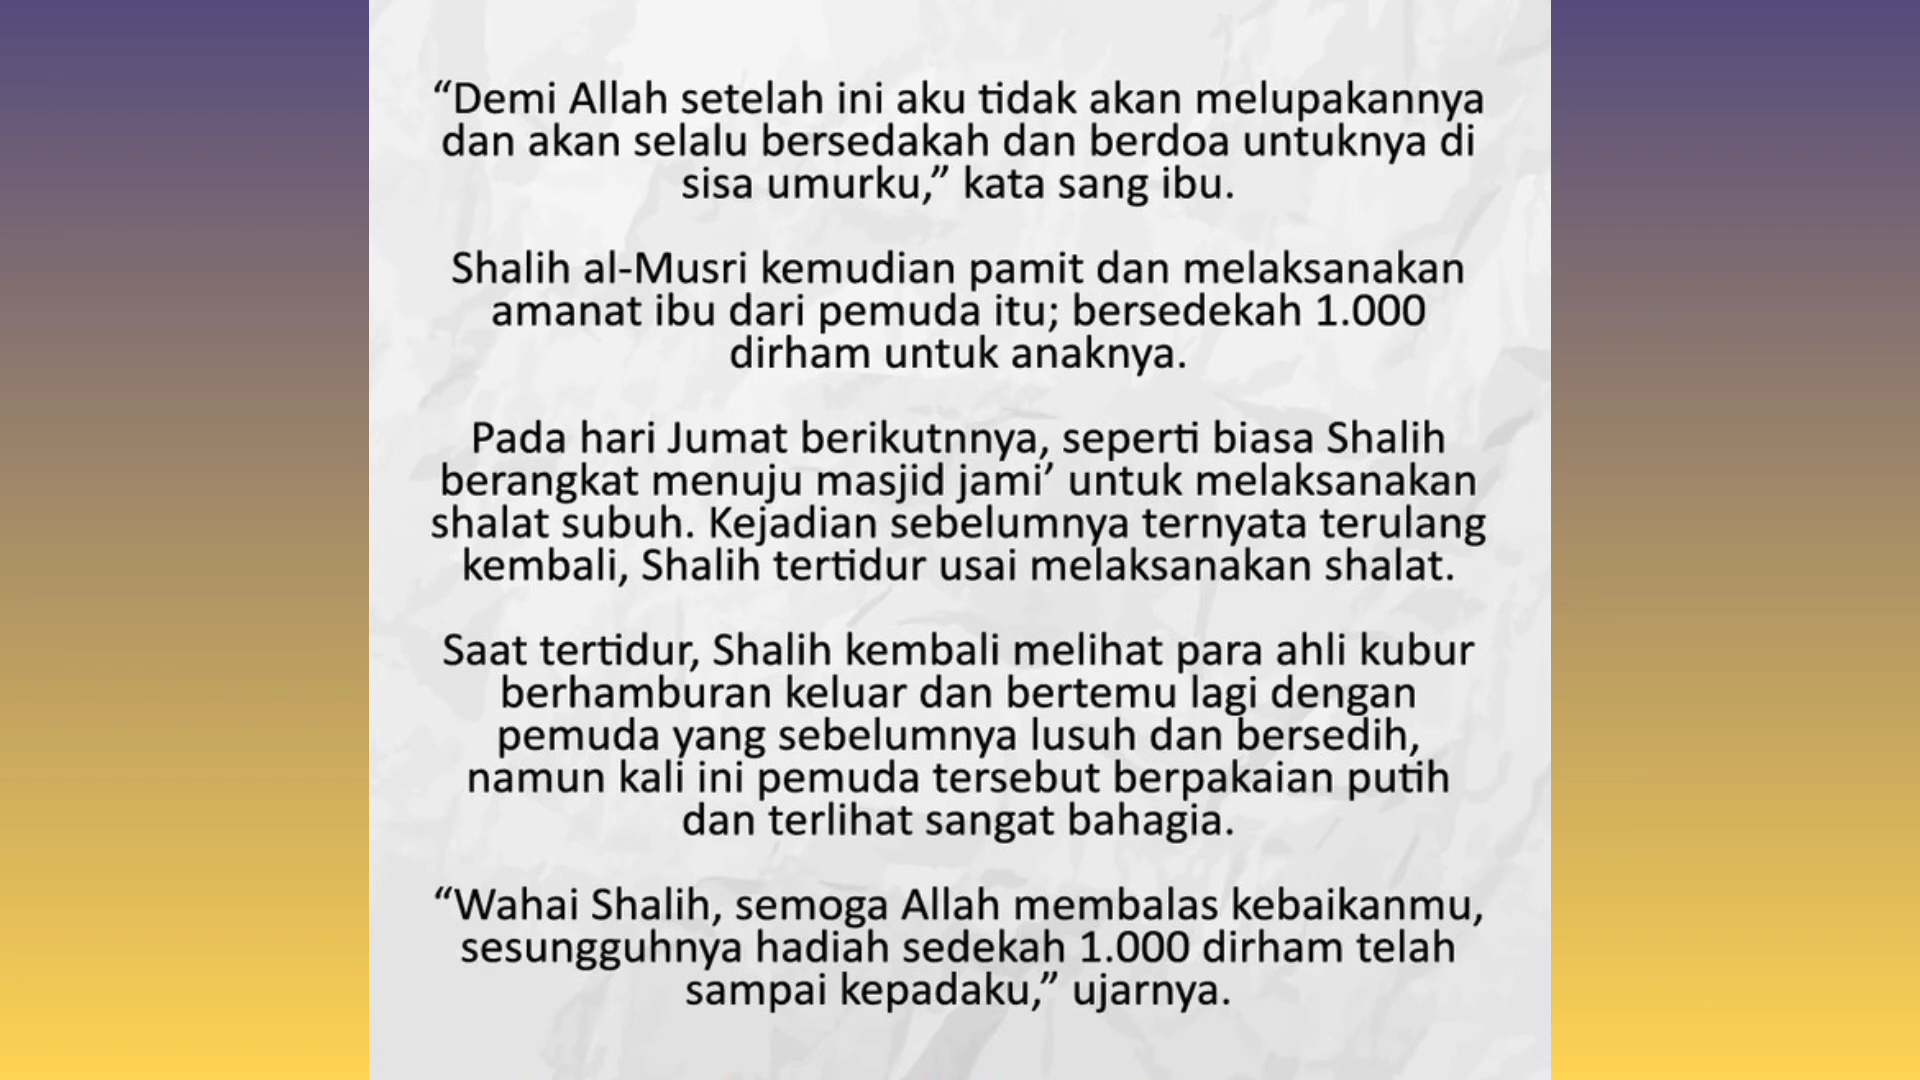 “Demi Allah setelah ini aku tidak akan melupakannya
dan akan selalu bersedakah dan berdoa untuknya di
sisa umurku,” kata sang ibu.
Shalih al-Musri kemudian pamit dan melaksanakan
amanat ibu dari pemuda itu; bersedekah 1.000
dirham untuk anaknya.
Pada hari Jumat berikutnnya, seperti biasa Shalih
berangkat menuju masjid jami’ untuk melaksanakan
shalat subuh. Kejadian sebelumnya ternyata terulang
kembali, Shalih tertidur usai melaksanakan shalat.
Saat tertidur, Shalih kembali melihat para ahli kubur
berhamburan keluar dan bertemu lagi dengan
pemuda yang sebelumnya lusuh dan bersedih,
namun kali ini pemuda tersebut berpakaian putih
dan terlihat sangat bahagia.
“Wahai Shalih, semoga Allah membalas kebaikanmu,
sesungguhnya hadiah sedekah 1.000 dirham telah
sampai kepadaku,” ujarnya.